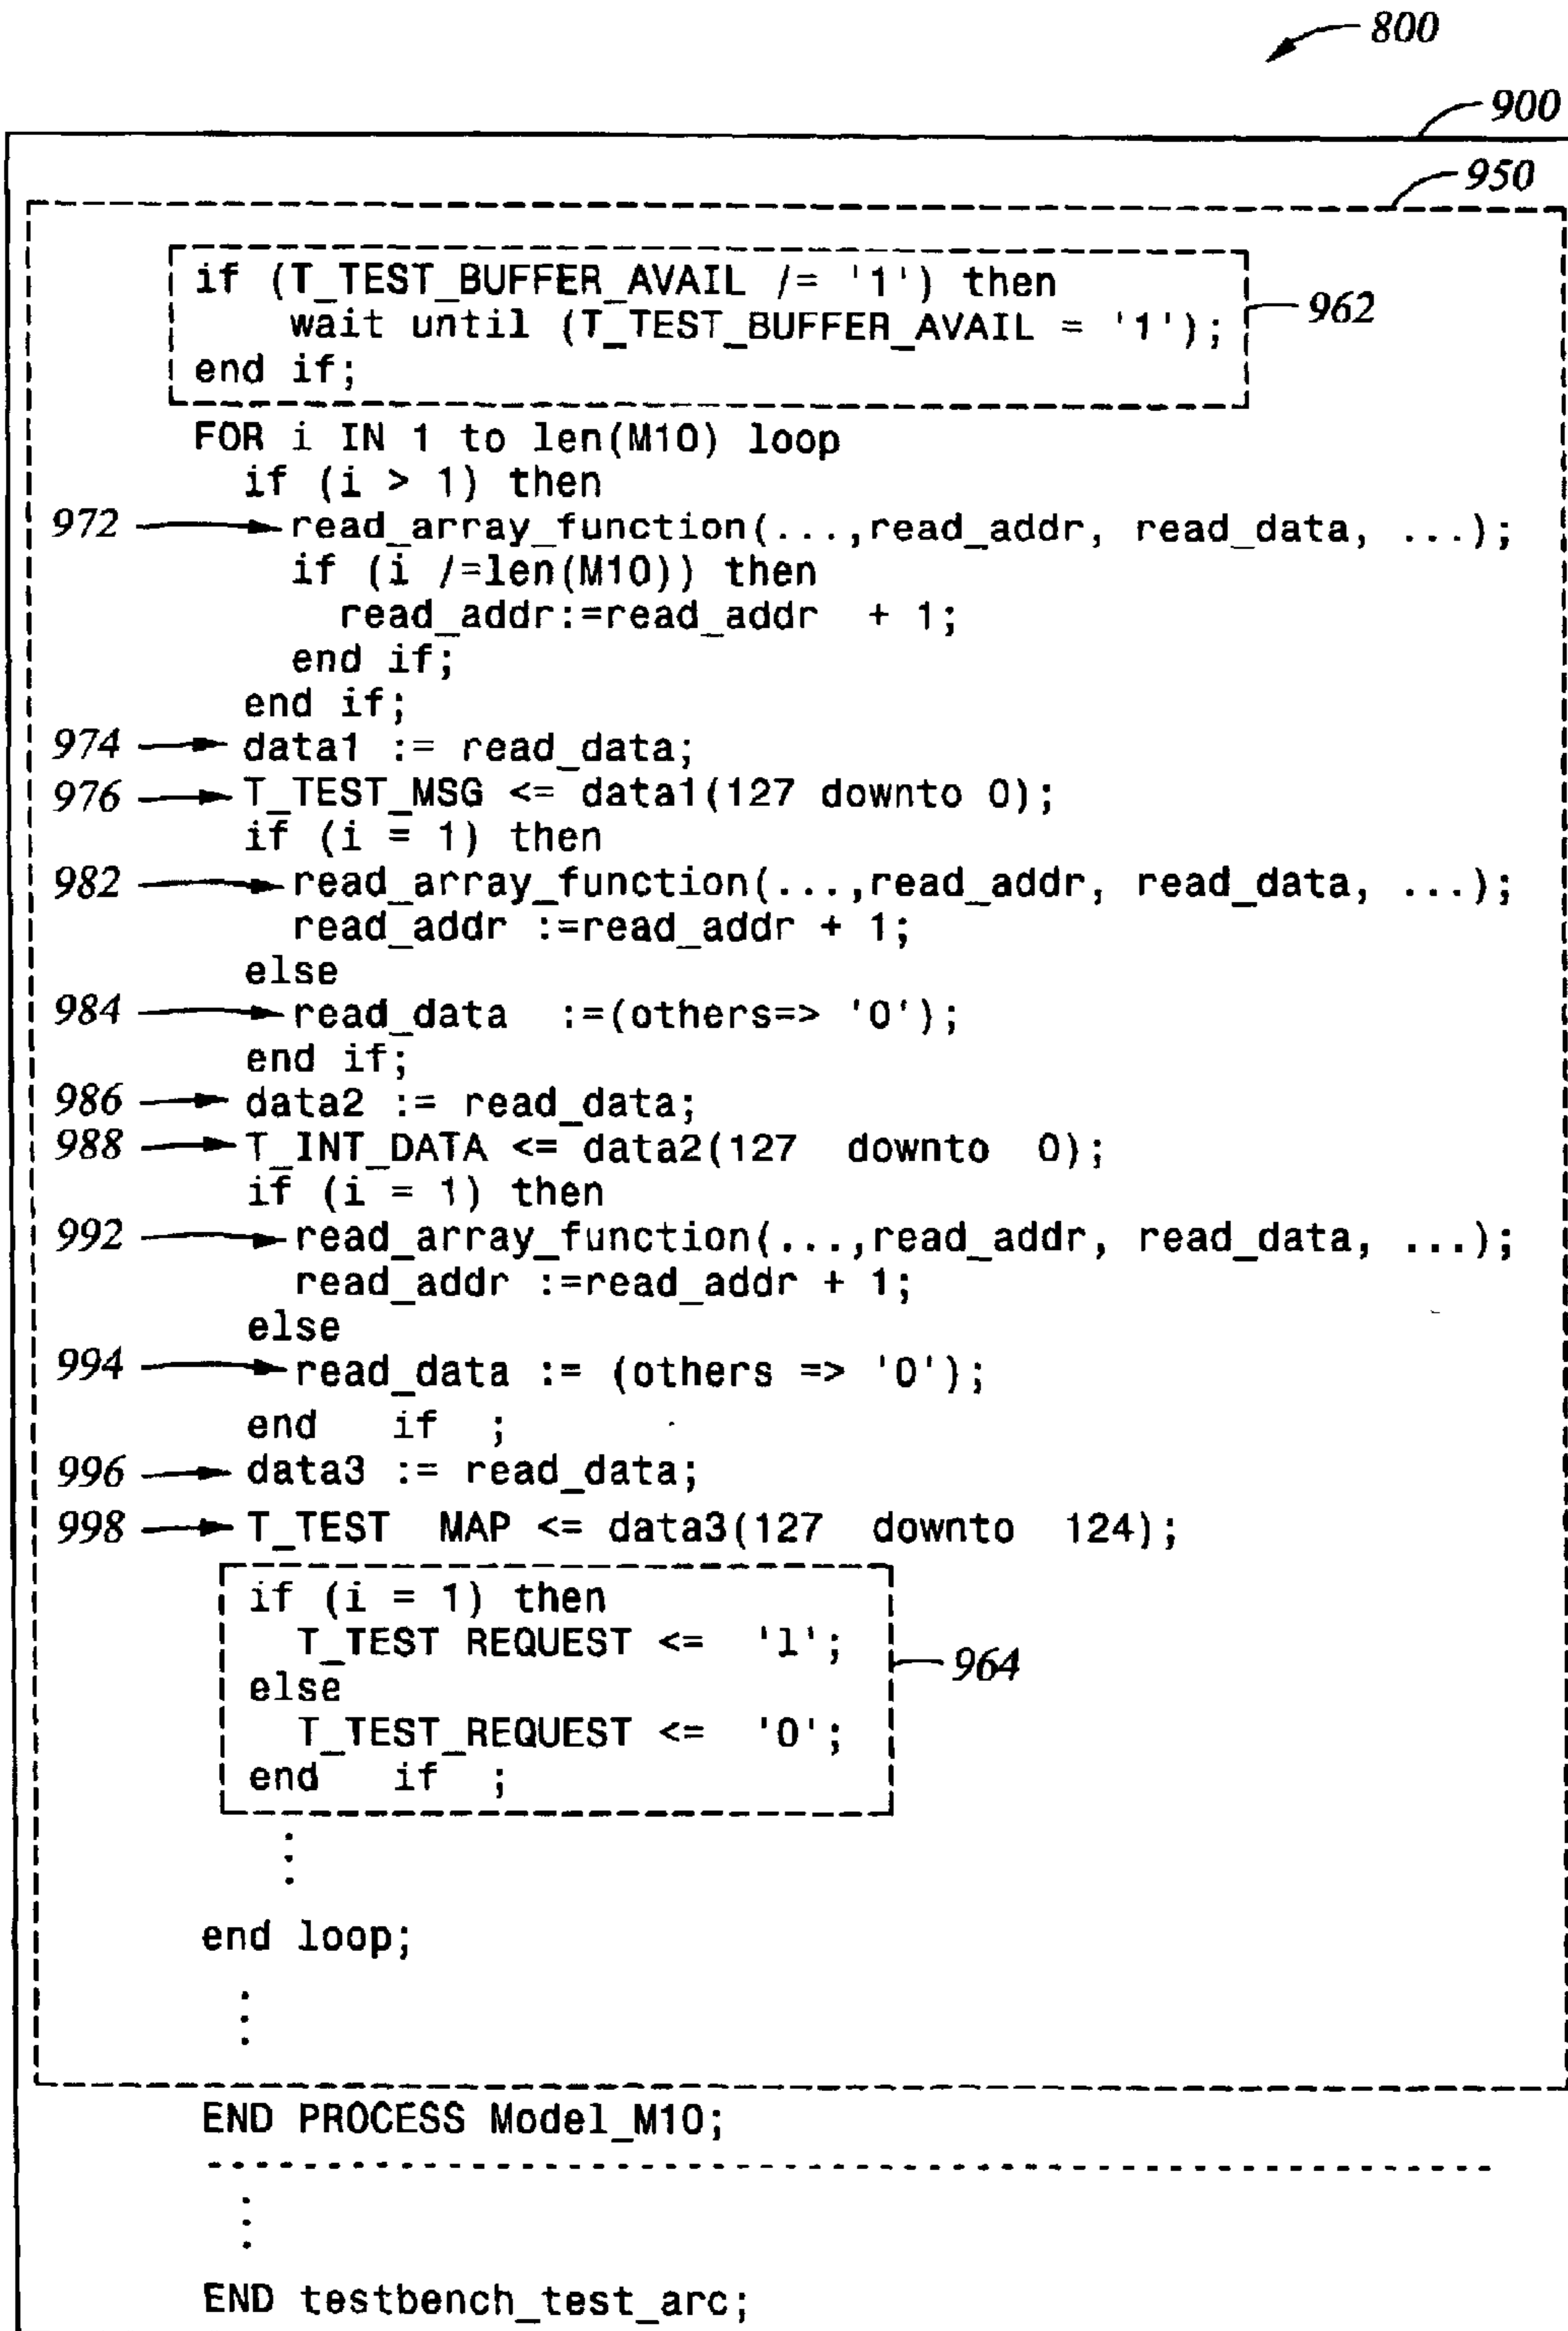 800
900
950
if (T_TEST_BUFFER_AVAIL /= '1') then
wait until (T_TEST_BUFFER_AVAIL = '1'); 962
end if;
FOR i IN 1 to len(M10) loop
if (i > 1) then
972 read_array_function(...,read_addr, read_data, ...);
if (i /=len(M10)) then
read_addr:=read_addr + 1;
end if;
end if;
974 data1 := read_data;
976 T_TEST_MSG <= data1(127 downto 0);
if (i = 1) then
982 read_array_function(...,read_addr, read_data, ...);
read_addr :=read_addr + 1;
else
984 read_data :=(others=> '0');
end if;
986 data2 := read_data;
988 T_INT_DATA <= data2(127 downto 0);
if (i = 1) then
992 read_array_function(...,read_addr, read_data, ...);
read_addr :=read_addr + 1;
else
994 read_data := (others => '0');
end if ;
996 data3 := read_data;
998 T_TEST MAP <= data3(127 downto 124);
if (i = 1) then
T_TEST REQUEST <= '1'; 964
else
T_TEST_REQUEST <= '0';
end if ;
end loop;
END PROCESS Model_M10;
END testbench_test_arc;